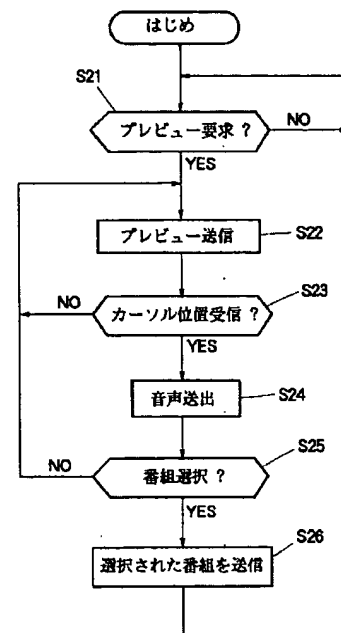 はじめ
S21
プレビュー要求 ?
NO
YES
プレビュー送信
S22
S23
NO
カーソル位置受信 ?
YES
音声送出
S24
S25
NO
番組選択 ?
YES
S26
選択された番組を送信